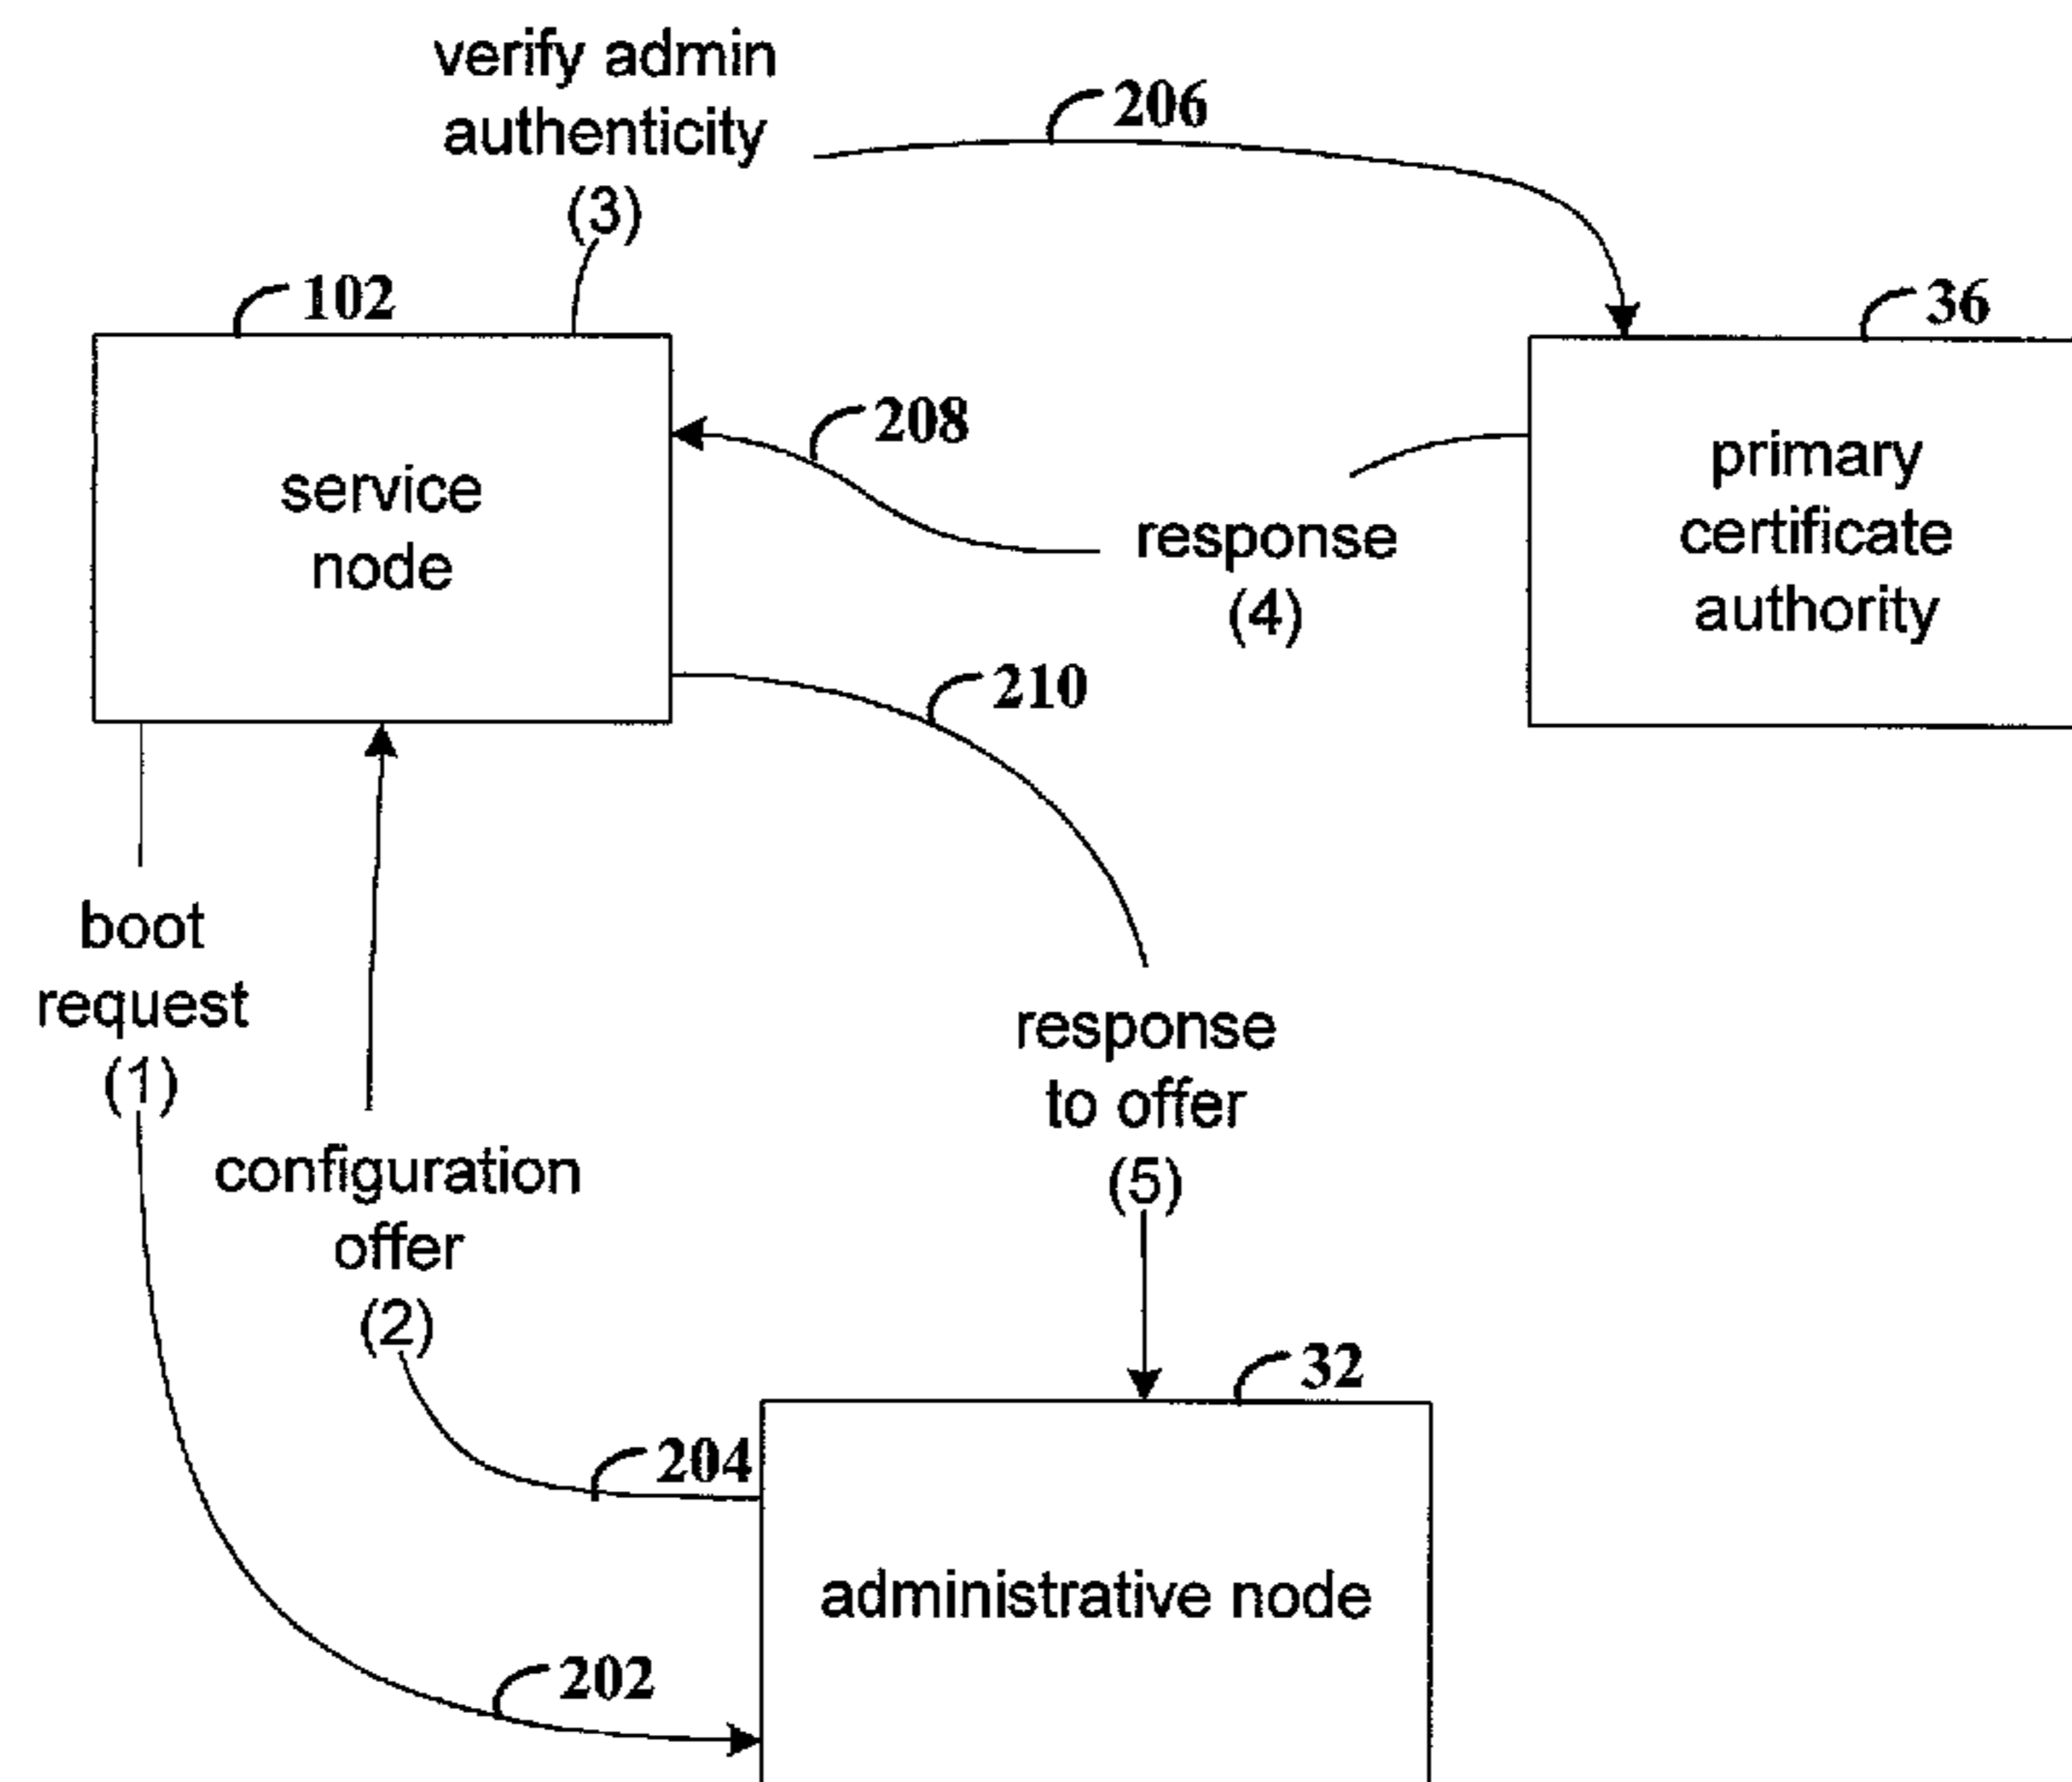 verify admin
authenticity
(3)
206
102
36
208
service
node
primary
certificate
authority
response
(4)
210
boot
request
(1)
response
to offer
(5)
configuration
offer
(2)
32
204
administrative node
202